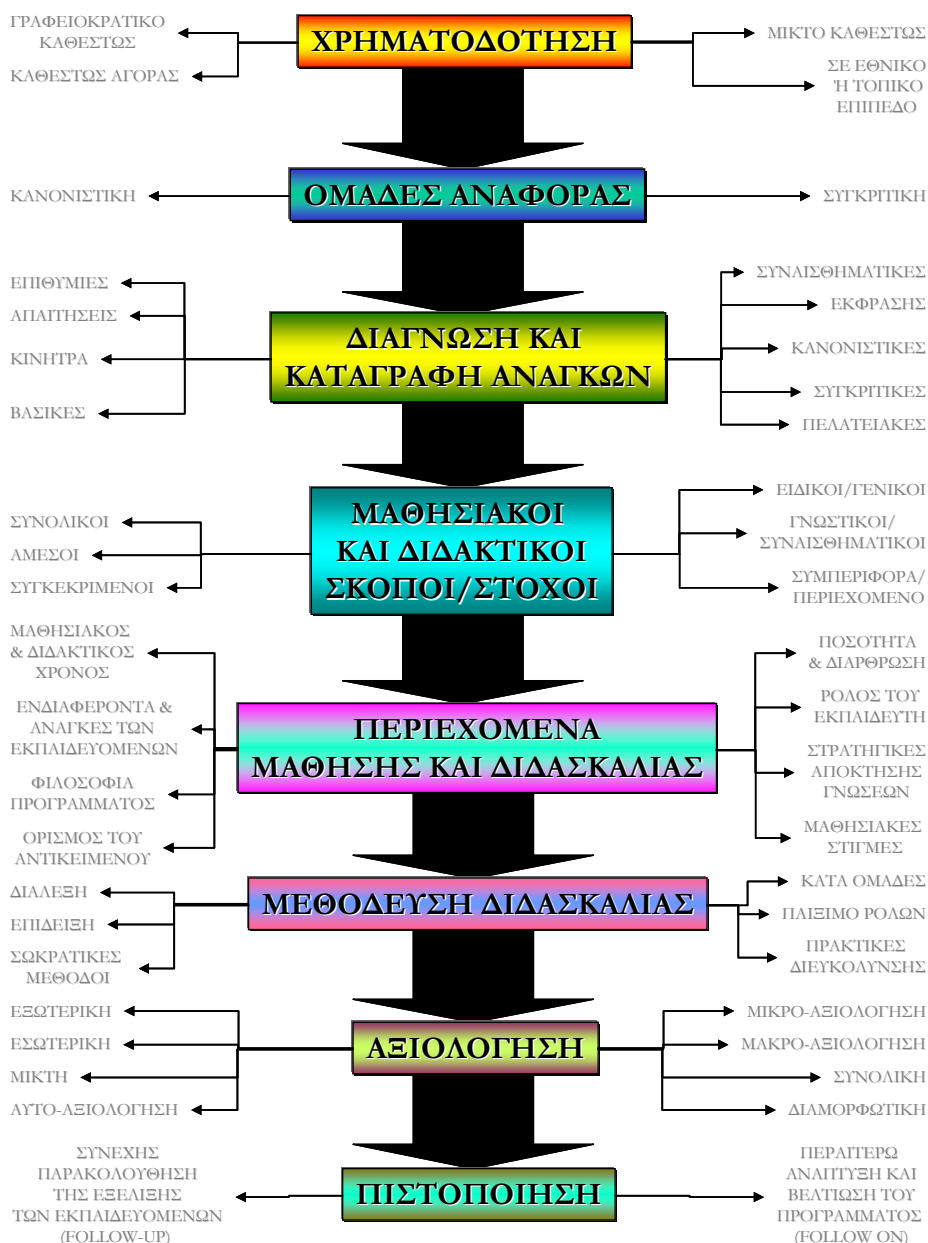 ΧΡΗΜΑΤΟΔΟΤΗΣΗ
ΓΡΑΦΕΙΟΚΡΑΤΙΚΟ
ΚΑΘΕΣΤΩΣ
ΚΑΘΕΣΤΩΣ ΑΓΟΡΑΣ
ΜΙΚΤΟ ΚΑΘΕΣΤΩΣ
ΣΕ ΕΘΝΙΚΟ
Ή ΤΟΠΙΚΟ
ΕΠΙΠΕΔΟ
ΟΜΑΔΕΣ ΑΝΑΦΟΡΑΣ
ΚΑΝΟΝΙΣΤΙΚΗ
ΣΥΓΚΡΙΤΙΚΗ
ΔΙΑΓΝΩΣΗ ΚΑΙ
ΚΑΤΑΓΡΑΦΗ ΑΝΑΓΚΩΝ
ΕΠΙΘΥΜΙΕΣ
ΑΠΑΙΤΗΣΕΙΣ
ΚΙΝΗΤΡΑ
ΒΑΣΙΚΕΣ
ΣΥΝΑΙΣΘΗΜΑΤΙΚΕΣ
ΕΚΦΡΑΣΗΣ
ΚΑΝΟΝΙΣΤΙΚΕΣ
ΣΥΓΚΡΙΤΙΚΕΣ
ΠΕΛΑΤΕΙΑΚΕΣ
ΜΑΘΗΣΙΑΚΟΙ
ΚΑΙ ΔΙΔΑΚΤΙΚΟΙ
ΣΚΟΠΟΙ/ΣΤΟΧΟΙ
ΣΥΝΟΛΙΚΟΙ
ΑΜΕΣΟΙ
ΣΥΓΚΕΚΡΙΜΕΝΟΙ
ΕΙΔΙΚΟΙ/ΓΕΝΙΚΟΙ
ΓΝΩΣΤΙΚΟΙ/
ΣΥΝΑΙΣΘΗΜΑΤΙΚΟΙ
ΣΥΜΠΕΡΙΦΟΡΑ/
ΠΕΡΙΕΧΟΜΕΝΟ
ΠΕΡΙΕΧΟΜΕΝΑ
ΜΑΘΗΣΗΣ ΚΑΙ ΔΙΔΑΣΚΑΛΙΑΣ
ΜΑΘΗΣΙΑΚΟΣ
& ΔΙΔΑΚΤΙΚΟΣ
ΧΡΟΝΟΣ
ΕΝΔΙΑΦΕΡΟΝΤΑ &
ΑΝΑΓΚΕΣ ΤΩΝ
ΕΚΠΑΙΔΕΥΟΜΕΝΩΝ
ΦΙΛΟΣΟΦΙΑ
ΠΡΟΓΡΑΜΜΑΤΟΣ
ΟΡΙΣΜΟΣ ΤΟΥ
ΑΝΤΙΚΕΙΜΕΝΟΥ
ΠΟΣΟΤΗΤΑ
& ΔΙΑΡΘΡΩΣΗ
ΡΟΛΟΣ ΤΟΥ
ΕΚΠΑΙΔΕΥΤΗ
ΣΤΡΑΤΗΓΙΚΕΣ
ΑΠΟΚΤΗΣΗΣ
ΓΝΩΣΕΩΝ
ΜΑΘΗΣΙΑΚΕΣ
ΣΤΙΓΜΕΣ
ΜΕΘΟΔΕΥΣΗ ΔΙΔΑΣΚΑΛΙΑΣ
ΔΙΑΛΕΞΗ
ΕΠΙΔΕΙΞΗ
ΣΩΚΡΑΤΙΚΕΣ
ΜΕΘΟΔΟΙ
ΚΑΤΑ ΟΜΑΔΕΣ
ΠΑΙΞΙΜΟ ΡΟΛΩΝ
ΠΡΑΚΤΙΚΕΣ
ΔΙΕΥΚΟΛΥΝΣΗΣ
ΑΞΙΟΛΟΓΗΣΗ
ΕΞΩΤΕΡΙΚΗ
ΕΣΩΤΕΡΙΚΗ
ΜΙΚΤΗ
ΑΥΤΟ-ΑΞΙΟΛΟΓΗΣΗ
ΜΙΚΡΟ-ΑΞΙΟΛΟΓΗΣΗ
ΜΑΚΡΟ-ΑΞΙΟΛΟΓΗΣΗ
ΣΥΝΟΛΙΚΗ
ΔΙΑΜΟΡΦΩΤΙΚΗ
ΠΙΣΤΟΠΟΙΗΣΗ
ΣΥΝΕΧΗΣ
ΠΑΡΑΚΟΛΟΥΘΗΣΗ
ΤΗΣ ΕΞΕΛΙΞΗΣ
ΤΩΝ ΕΚΠΑΙΔΕΥΟΜΕΝΩΝ
(FOLLOW-UP)
ΠΕΡΑΙΤΕΡΩ
ΑΝΑΠΤΥΞΗ ΚΑΙ
ΒΕΛΤΙΩΣΗ ΤΟΥ
ΠΡΟΓΡΑΜΜΑΤΟΣ
(FOLLOW ON)